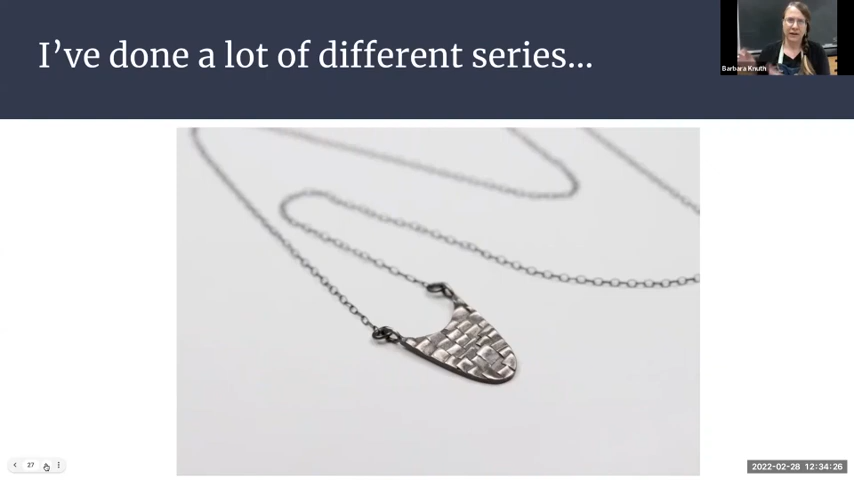 I’ve done a lot of different series...
Barbara Knuth
27
2022-02-28 12:34:26